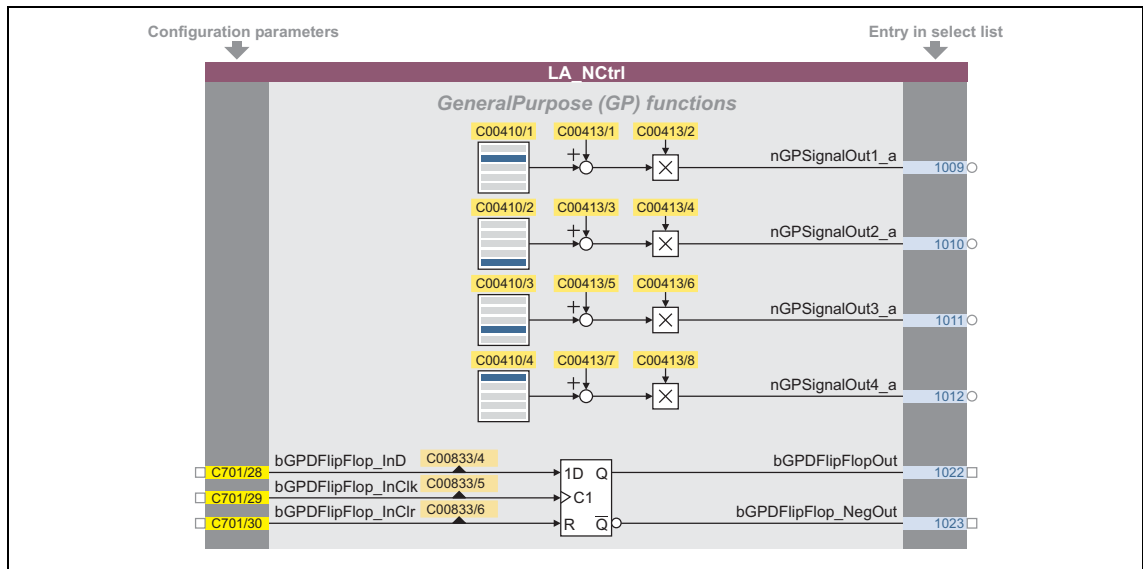 Configuration parameters Entry in select list
LA_NCtrl
GeneralPurpose (GP) functions
C00410/1 C00413/1 C00413/2
+ × nGPSignalOut1_a 1009
C00410/2 C00413/3 C00413/4
+ × nGPSignalOut2_a 1010
C00410/3 C00413/5 C00413/6
+ × nGPSignalOut3_a 1011
C00410/4 C00413/7 C00413/8
+ × nGPSignalOut4_a 1012
bGPDFlipFlop_InD C00833/4 bGPDFlipFlopOut
C701/28 1D Q 1022
bGPDFlipFlop_InClk C00833/5
C701/29 C1
bGPDFlipFlop_InClr C00833/6 bGPDFlipFlop_NegOut
C701/30 R Q̅ 1023